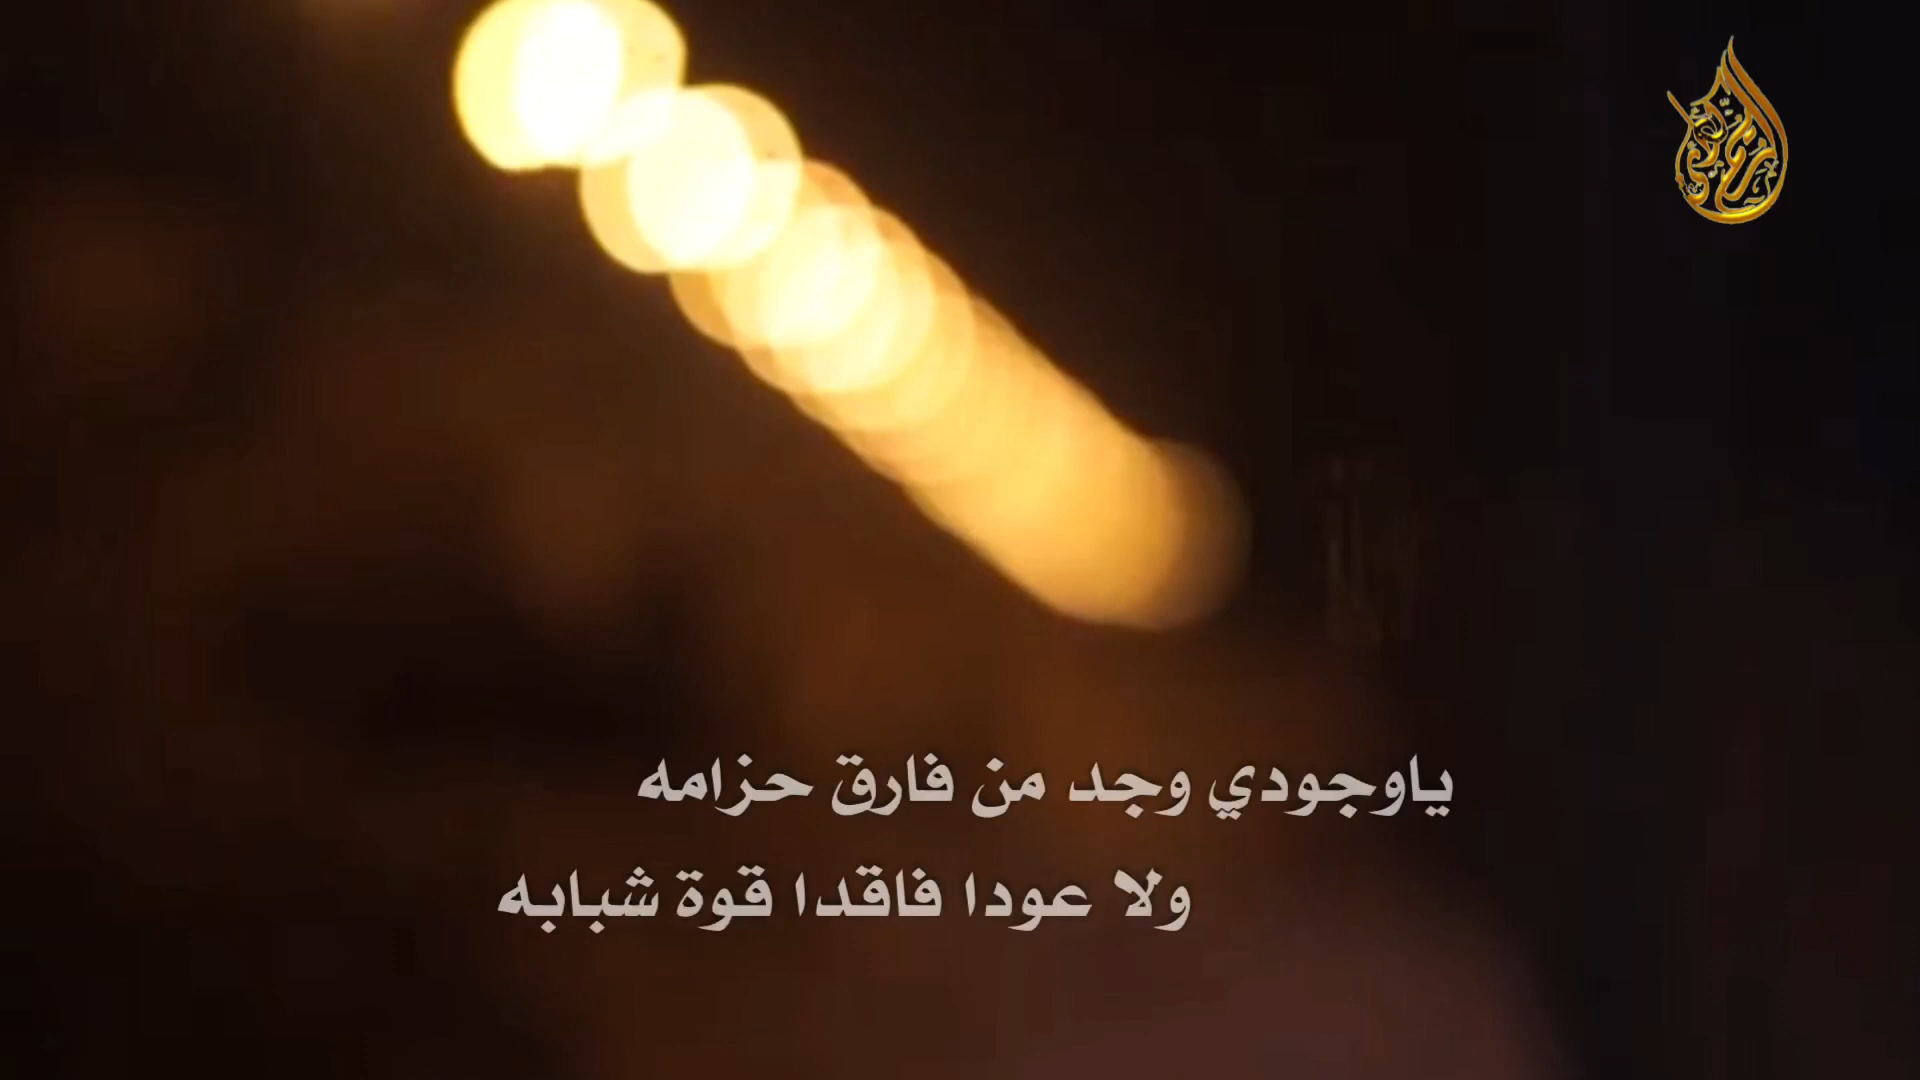 ياوجودي وجد من فارق حزامه
ولا عودا فاقدا قوة شبابه